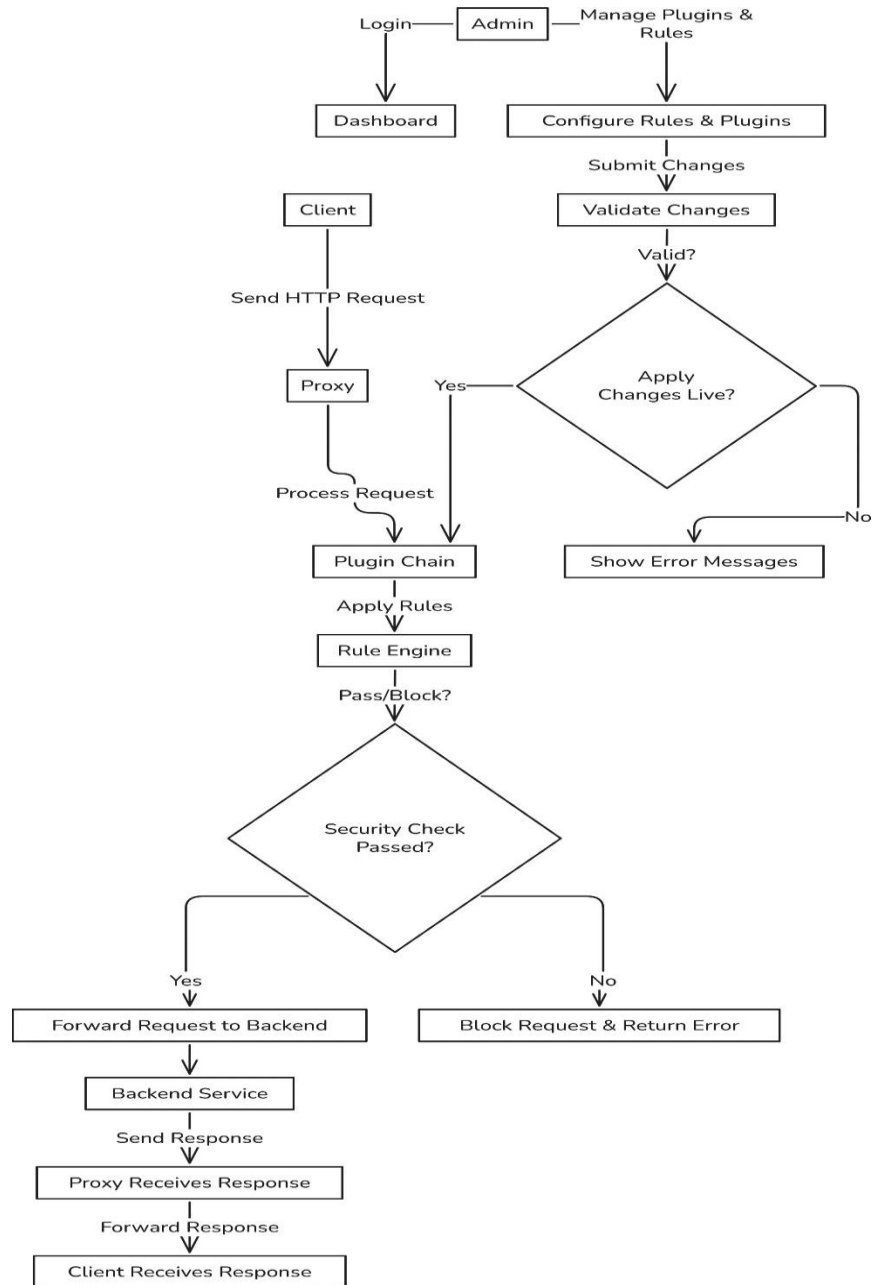 Login
Admin
Manage Plugins &
Rules
Dashboard
Configure Rules & Plugins
Submit Changes
Client
Validate Changes
Valid?
Send HTTP Request
Proxy
Yes
Apply
Changes Live?
Process Request
No
Plugin Chain
Show Error Messages
Apply Rules
Rule Engine
Pass/Block?
Security Check
Passed?
Yes
No
Forward Request to Backend
Block Request & Return Error
Backend Service
Send Response
Proxy Receives Response
Forward Response
Client Receives Response